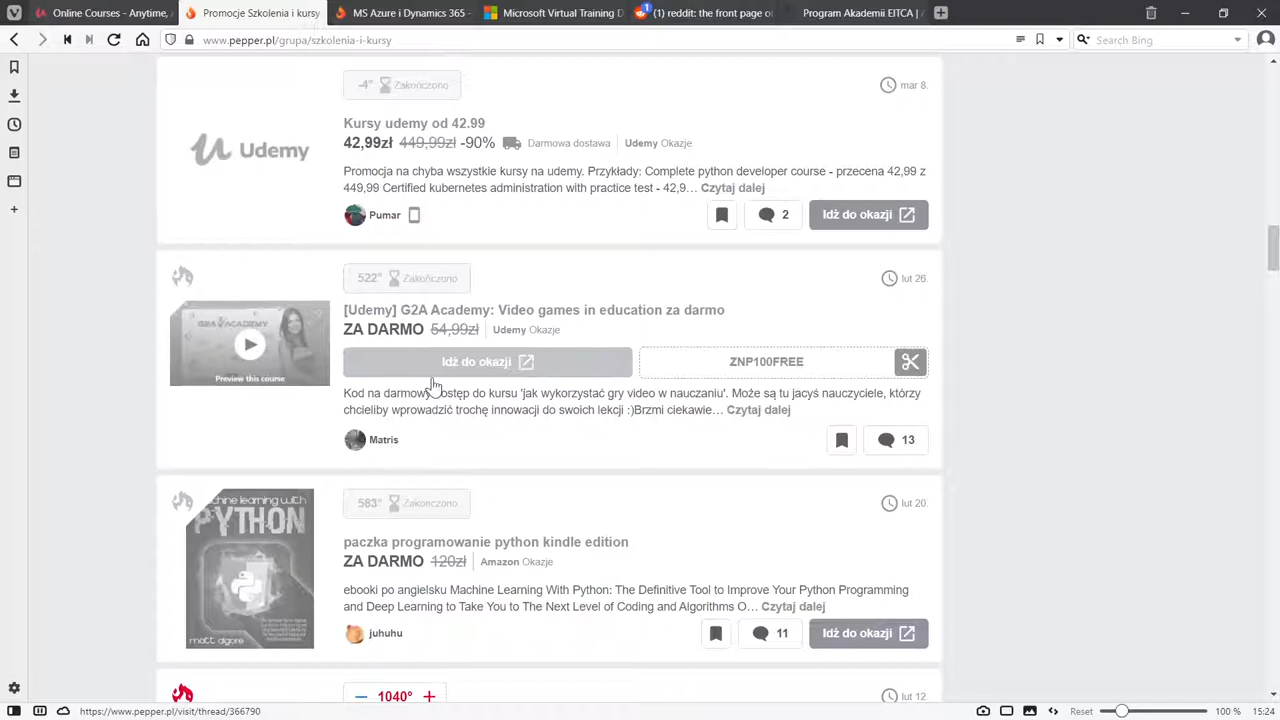 Online Courses - Anytime, A
Promocje Szkolenia i kursy
MS Azure i Dynamics 365 -
Microsoft Virtual Training D
(1) reddit: the front page of
Program Akademii EITCA |
www.pepper.pl/grupa/szkolenia-i-kursy
Search Bing
-4° Zakończono
mar 8.
Kursy udemy od 42.99
42,99zł 449,99zł -90% Darmowa dostawa Udemy Okazje
Udemy
Promocja na chyba wszystkie kursy na udemy. Przykłady: Complete python developer course - przecena 42,99 z
449,99 Certified kubernetes administration with practice test - 42,9… Czytaj dalej
Pumar
2
Idź do okazji
522° Zakończono
lut 26.
[Udemy] G2A Academy: Video games in education za darmo
ZA DARMO 54,99zł Udemy Okazje
G2A ACADEMY
Preview this course
Idź do okazji
ZNP100FREE
Kod na darmowy dostęp do kursu 'jak wykorzystać gry video w nauczaniu'. Może są tu jacyś nauczyciele, którzy
chcieliby wprowadzić trochę innowacji do swoich lekcji :)Brzmi ciekawie… Czytaj dalej
Matris
13
583° Zakończono
lut 20.
machine learning with
PYTHON
matt algore
paczka programowanie python kindle edition
ZA DARMO 120zł Amazon Okazje
ebooki po angielsku Machine Learning With Python: The Definitive Tool to Improve Your Python Programming
and Deep Learning to Take You to The Next Level of Coding and Algorithms O… Czytaj dalej
juhuhu
11
Idź do okazji
1040°
lut 12.
https://www.pepper.pl/visit/thread/366790
Reset
100 %
15:24